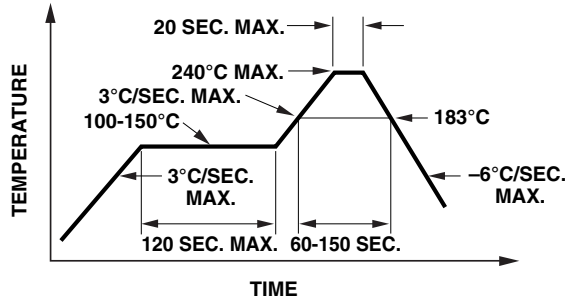 20 SEC. MAX.
240°C MAX.
3°C/SEC. MAX.
100-150°C
183°C
3°C/SEC.
MAX.
–6°C/SEC.
MAX.
120 SEC. MAX.
60-150 SEC.
TEMPERATURE
TIME